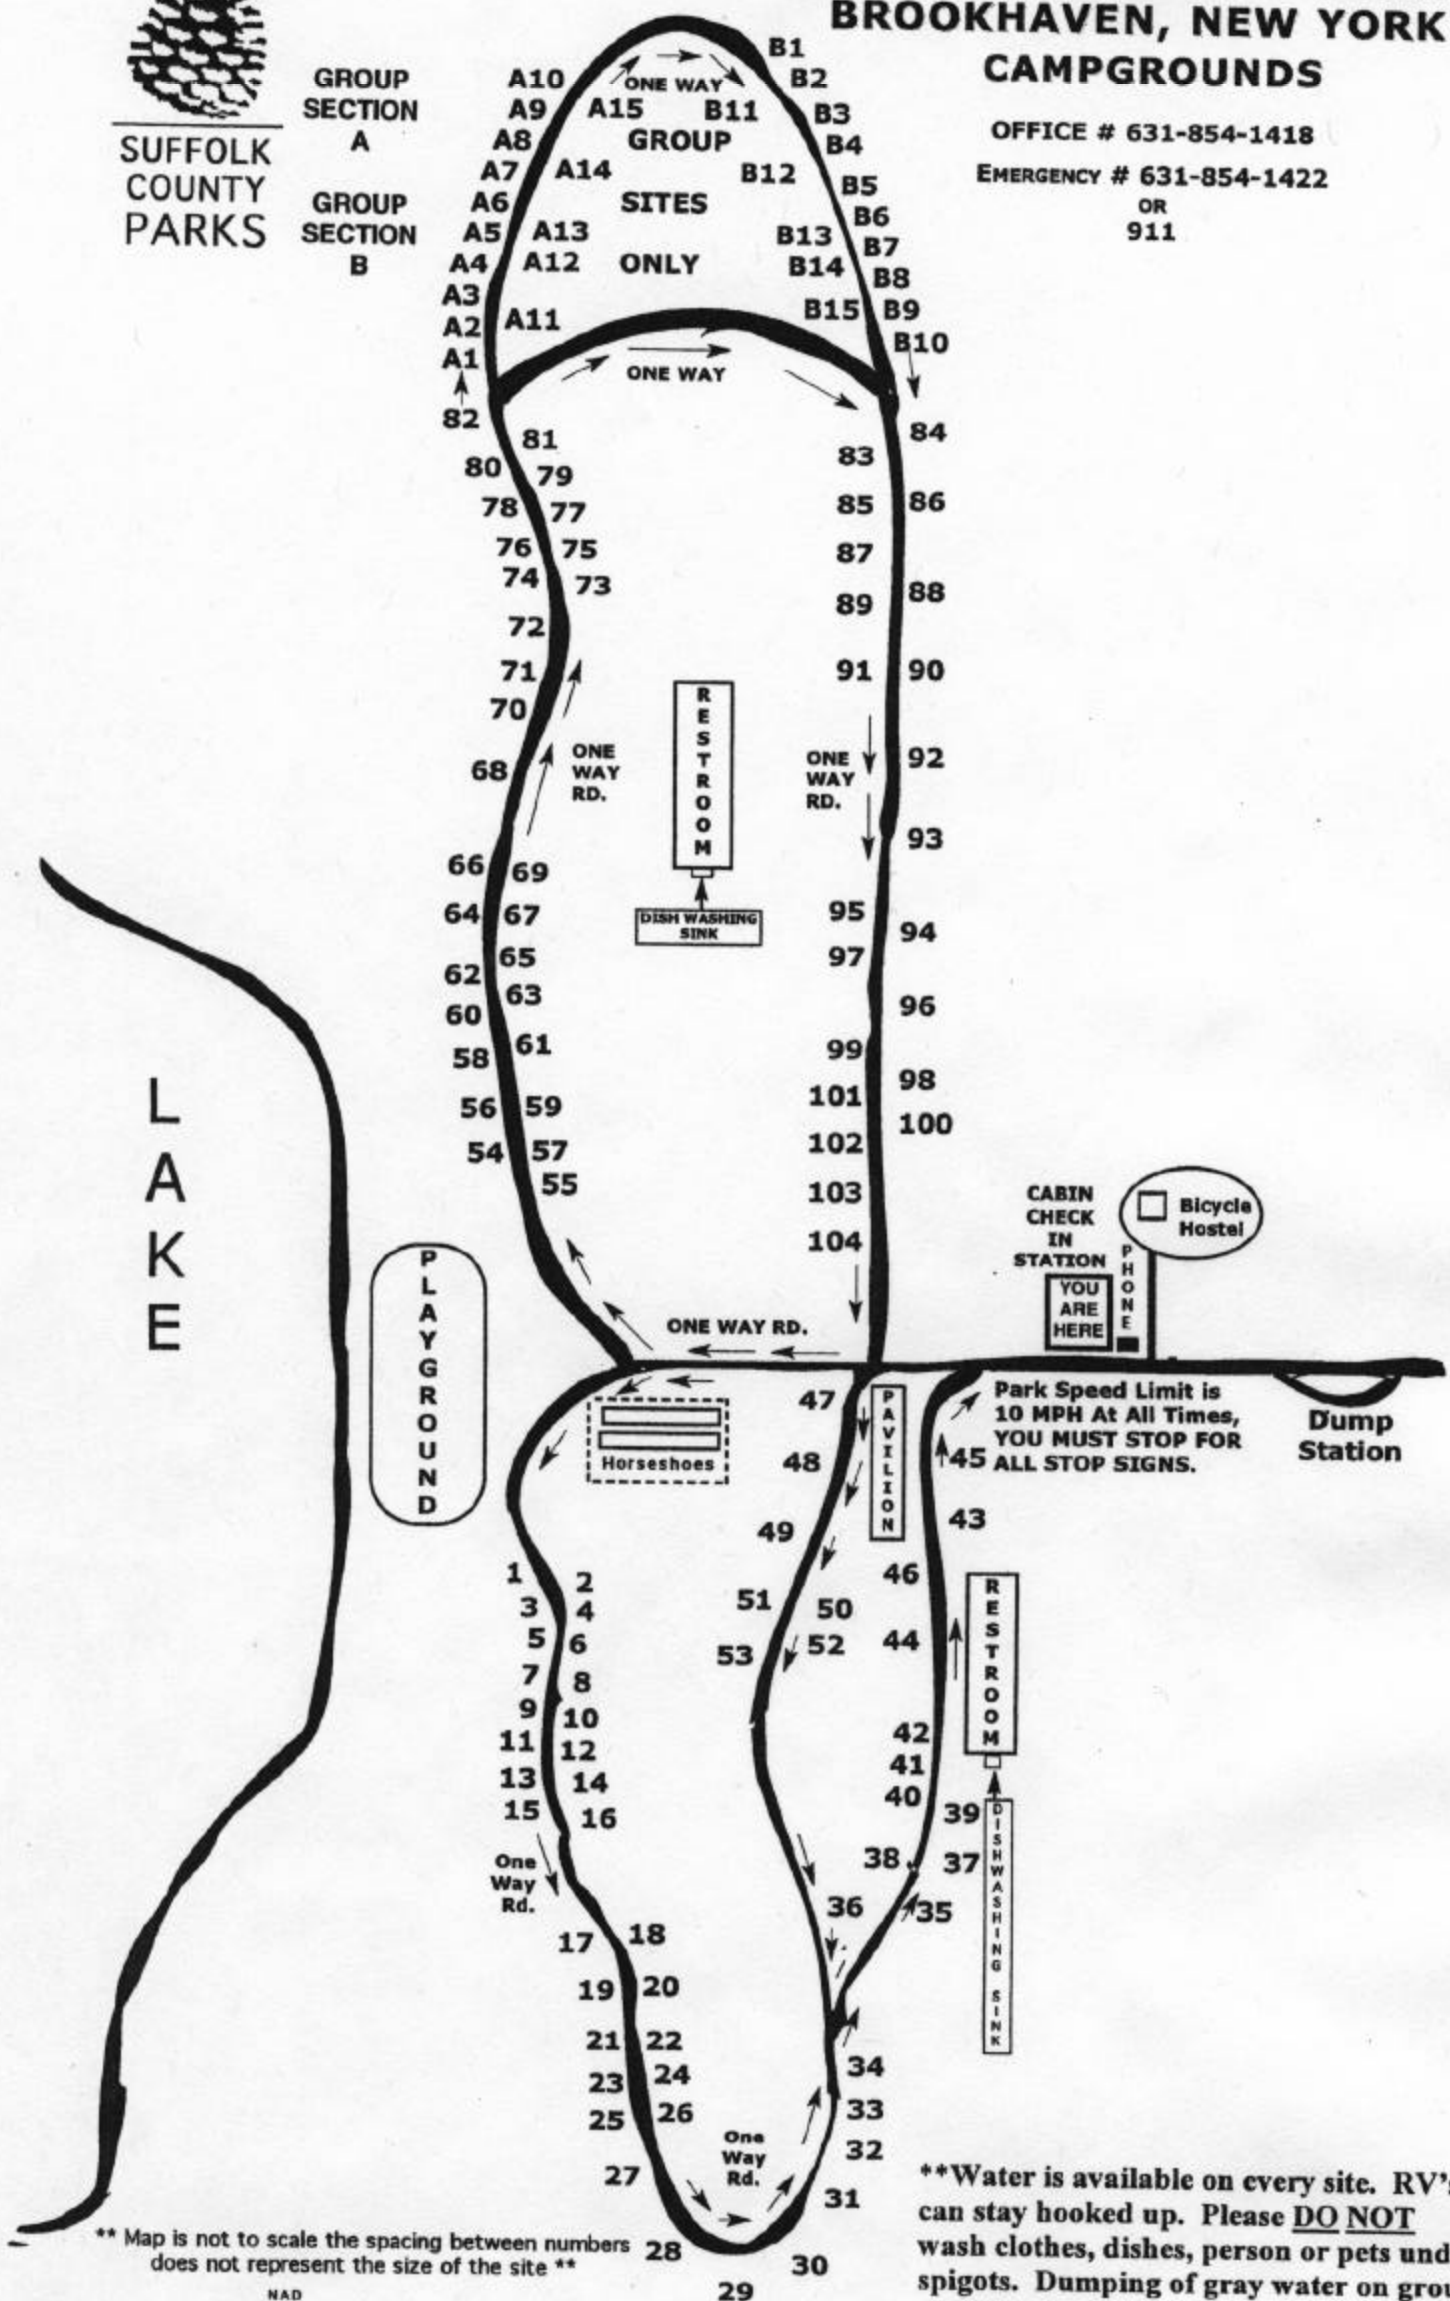 BROOKHAVEN, NEW YORK
CAMPGROUNDS
OFFICE # 631-854-1418
EMERGENCY # 631-854-1422
OR
911
SUFFOLK
COUNTY
PARKS
GROUP
SECTION
A
GROUP
SECTION
B
A10
A9
A8
A7
A6
A5
A4
A3
A2
A1
ONE WAY
A15
B11
GROUP
A14
B12
SITES
A13
B13
A12
ONLY
B14
A11
B15
B1
B2
B3
B4
B5
B6
B7
B8
B9
B10
ONE WAY
82
81
80
79
78
77
76
75
74
73
72
71
70
68
ONE
WAY
RD.
66
69
64
67
65
62
63
60
61
58
56
59
54
57
55
RESTROOM
DISH WASHING
SINK
84
83
85
86
87
88
89
91
90
ONE
WAY
RD.
92
93
95
94
97
96
99
98
101
100
102
103
104
LAKE
PLAYGROUND
CABIN
CHECK
IN
STATION
YOU
ARE
HERE
PHONE
Bicycle
Hostel
ONE WAY RD.
Horseshoes
PAVILION
Park Speed Limit is
10 MPH At All Times,
YOU MUST STOP FOR
ALL STOP SIGNS.
Dump
Station
47
48
45
49
43
46
51
50
53
52
44
RESTROOM
42
41
40
39
38
37
36
35
DISHWASHING SINK
1
2
3
4
5
6
7
8
9
10
11
12
13
14
15
16
One
Way
Rd.
17
18
19
20
21
22
23
24
25
26
27
28
29
30
31
32
33
34
One
Way
Rd.
** Map is not to scale the spacing between numbers
does not represent the size of the site **
NAD
**Water is available on every site. RV's
can stay hooked up. Please DO NOT
wash clothes, dishes, person or pets
spigots. Dumping of gray water on